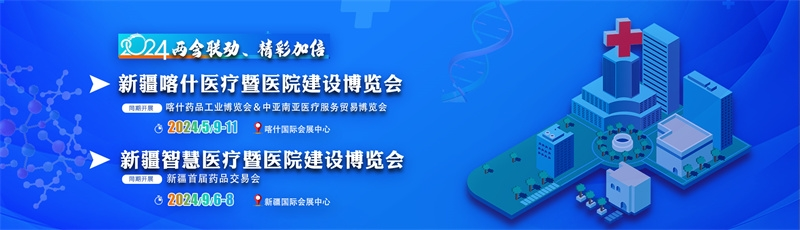 2024两会联动、精彩加倍
新疆喀什医疗暨医院建设博览会
同期开展 喀什药品工业博览会&中亚南亚医疗服务贸易博览会
2024/5/9-11 喀什国际会展中心
新疆智慧医疗暨医院建设博览会
同期开展 新疆首届药品交易会
2024/9/6-8 新疆国际会展中心